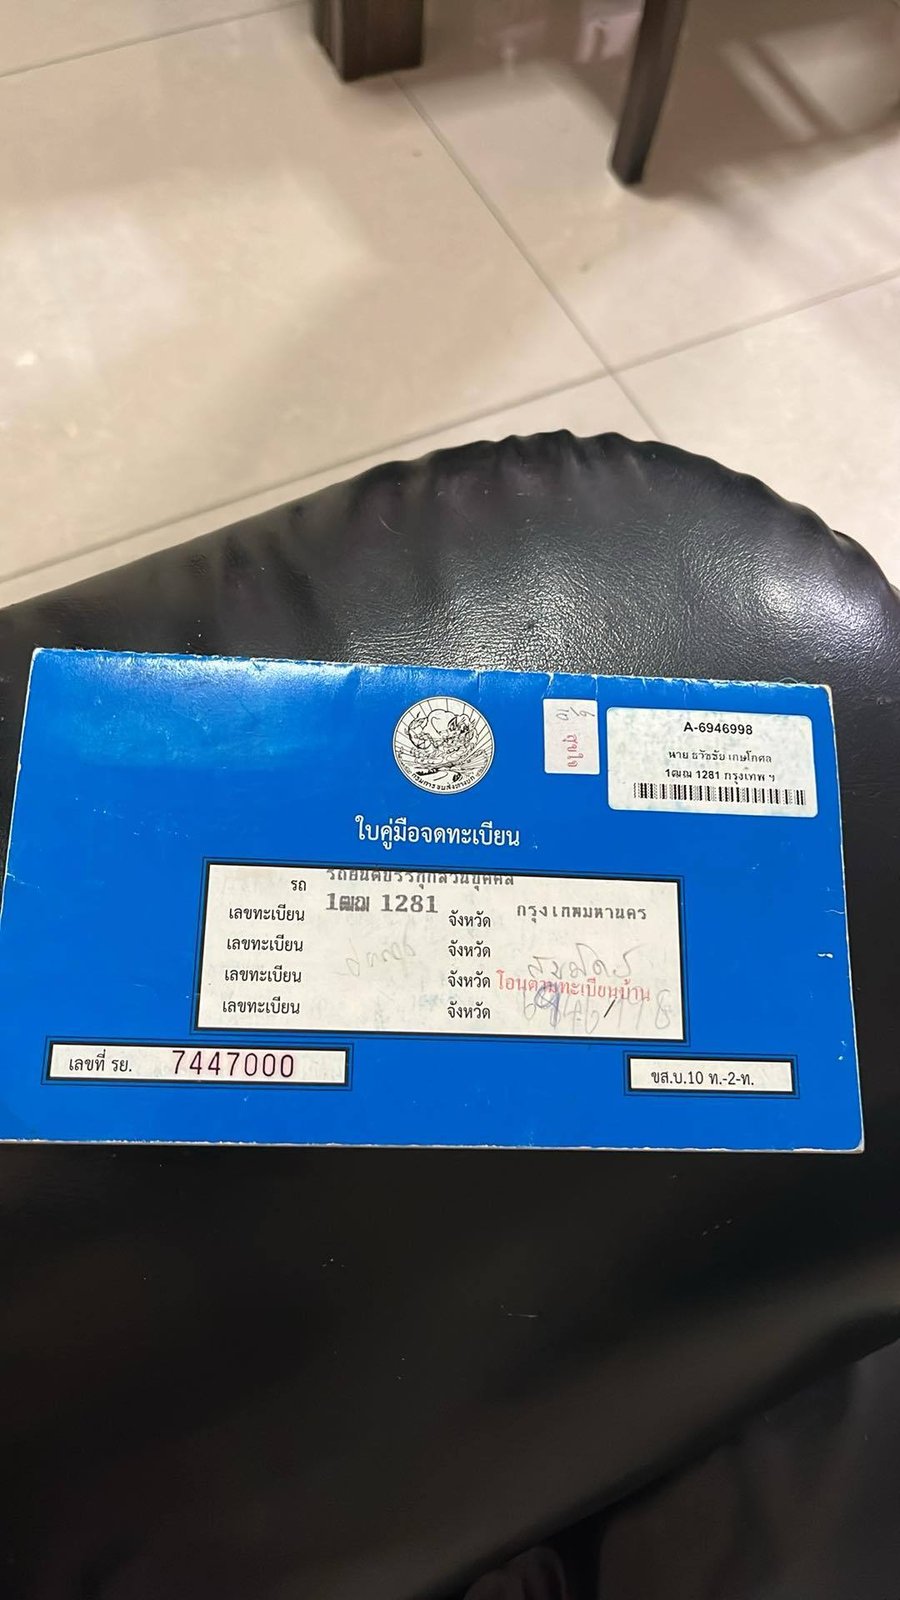 A-6946998
นาย ธวัชชัย เกษโกศล
1ฒณ 1281 กรุงเทพ ฯ
สุขใจ
ใบคู่มือจดทะเบียน
รถ รถยนต์บรรทุกส่วนบุคคล
เลขทะเบียน 1ฒณ 1281 จังหวัด กรุงเทพมหานคร
เลขทะเบียน จังหวัด
เลขทะเบียน จังหวัด โอนตามทะเบียนบ้าน
เลขทะเบียน จังหวัด
เลขที่ รย. 7447000
ขส.บ.10 ท.-2-ท.